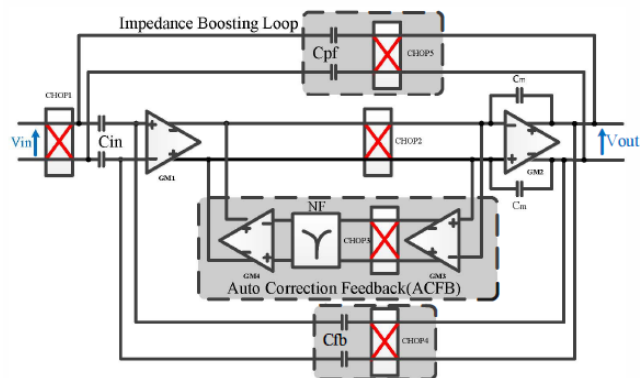 Impedance Boosting Loop
Cpf
CHOP5
CHOP1
Cm
Vin
Cin
GM1
CHOP2
GM2
Vout
Cm
NF
CHOP3
GM4
GM3
Auto Correction Feedback(ACFB)
Cfb
CHOP4